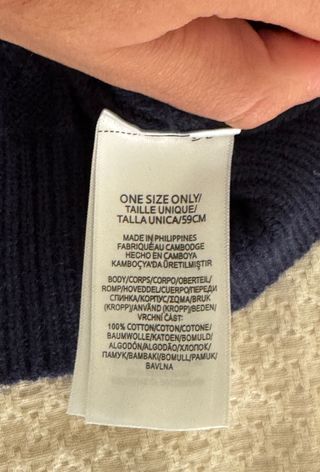 ONE SIZE ONLY/
TAILLE UNIQUE/
TALLA UNICA/59CM
MADE IN PHILIPPINES
FABRIQUÉ AU CAMBODGE
HECHO EN CAMBOYA
KAMBOÇYA'DA ÜRETILMIŞTIR
BODY/CORPS/CORPO/OBERTEIL/
ROMP/HOVEDDEL/CUERPO/ПЕРЕДИ
СПИНКА/КОРПУС/ΣΩΜΑ/BRUK
(KROPP)/ANVÄND (KROPP)/BEDEN/
VRCHNÍ ČÁST:
100% COTTON/COTON/COTONE/
BAUMWOLLE/KATOEN/BOMULD/
ALGODÓN/ALGODÃO/ХЛОПОК/
ПАМУК/BAMBAKI/BOMULL/PAMUK/
BAVLNA